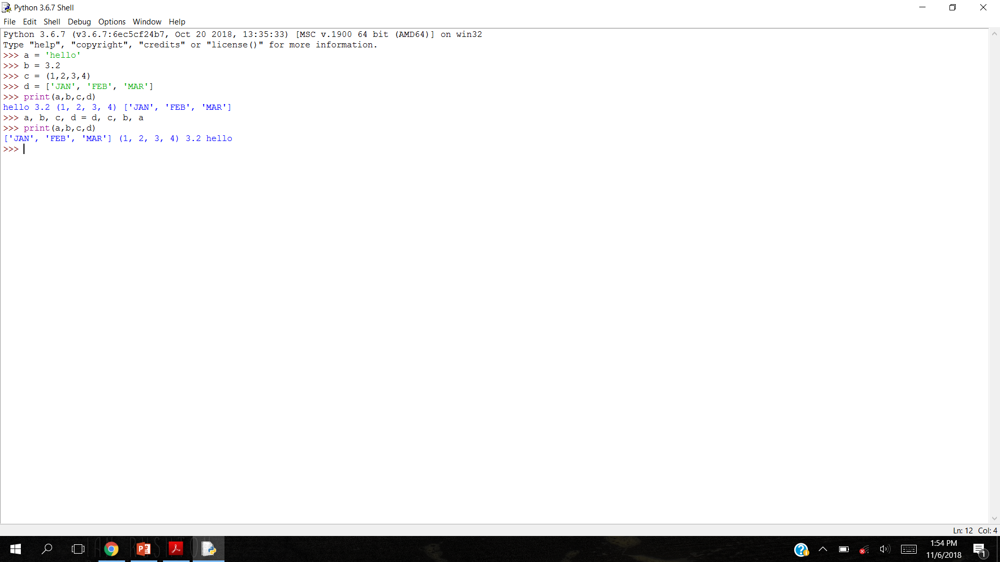 Python 3.6.7 Shell
File Edit Shell Debug Options Window Help
Python 3.6.7 (v3.6.7:6ec5cf24b7, Oct 20 2018, 13:35:33) [MSC v.1900 64 bit (AMD64)] on win32
Type "help", "copyright", "credits" or "license()" for more information.
>>> a = 'hello'
>>> b = 3.2
>>> c = (1,2,3,4)
>>> d = ['JAN', 'FEB', 'MAR']
>>> print(a,b,c,d)
hello 3.2 (1, 2, 3, 4) ['JAN', 'FEB', 'MAR']
>>> a, b, c, d = d, c, b, a
>>> print(a,b,c,d)
['JAN', 'FEB', 'MAR'] (1, 2, 3, 4) 3.2 hello
>>>
Ln: 12 Col: 4
1:54 PM
11/6/2018
1